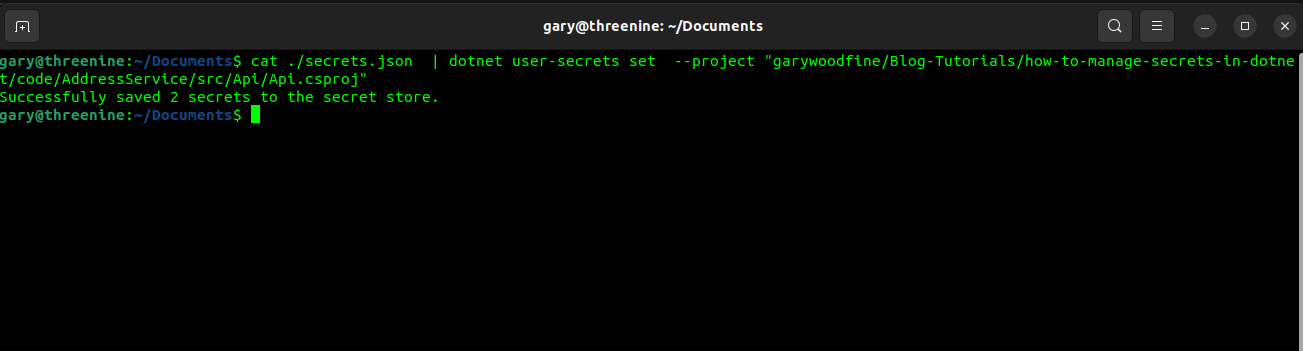 gary@threenine: ~/Documents
gary@threenine:~/Documents$ cat ./secrets.json  | dotnet user-secrets set  --project "garywoodfine/Blog-Tutorials/how-to-manage-secrets-in-dotne
t/code/AddressService/src/Api/Api.csproj"
Successfully saved 2 secrets to the secret store.
gary@threenine:~/Documents$